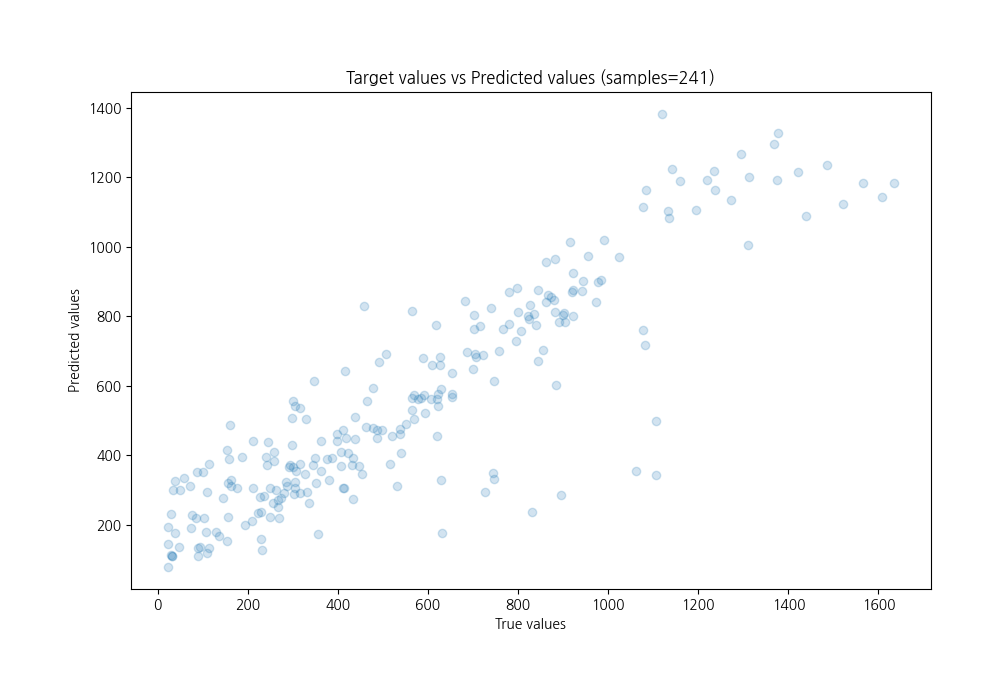 Target values vs Predicted values (samples=241)
1400
1200
1000
800
600
400
200
Predicted values
0 200 400 600 800 1000 1200 1400 1600
True values